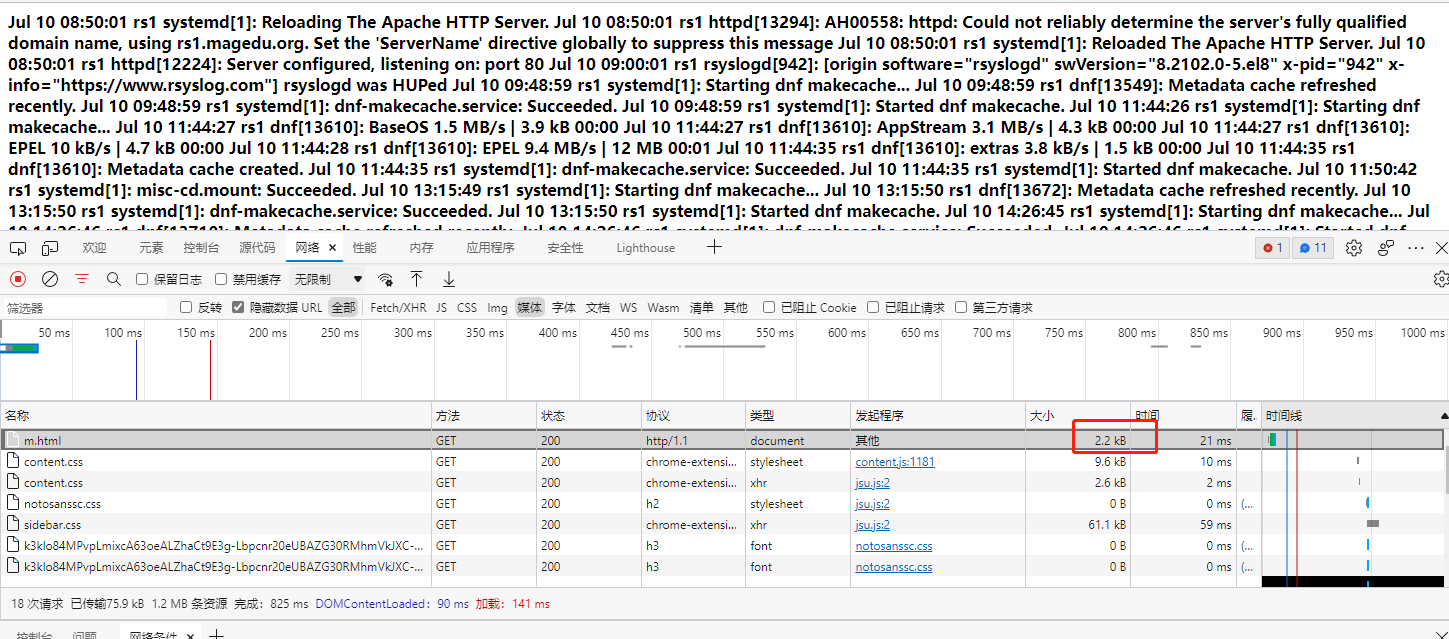 Jul 10 08:50:01 rs1 systemd[1]: Reloading The Apache HTTP Server. Jul 10 08:50:01 rs1 httpd[13294]: AH00558: httpd: Could not reliably determine the server's fully qualified
domain name, using rs1.magedu.org. Set the 'ServerName' directive globally to suppress this message Jul 10 08:50:01 rs1 systemd[1]: Reloaded The Apache HTTP Server. Jul 10
08:50:01 rs1 httpd[12224]: Server configured, listening on: port 80 Jul 10 09:00:01 rs1 rsyslogd[942]: [origin software="rsyslogd" swVersion="8.2102.0-5.el8" x-pid="942" x-
info="https://www.rsyslog.com"] rsyslogd was HUPed Jul 10 09:48:59 rs1 systemd[1]: Starting dnf makecache... Jul 10 09:48:59 rs1 dnf[13549]: Metadata cache refreshed
recently. Jul 10 09:48:59 rs1 systemd[1]: dnf-makecache.service: Succeeded. Jul 10 09:48:59 rs1 systemd[1]: Started dnf makecache. Jul 10 11:44:26 rs1 systemd[1]: Starting dnf
makecache... Jul 10 11:44:27 rs1 dnf[13610]: BaseOS 1.5 MB/s | 3.9 kB 00:00 Jul 10 11:44:27 rs1 dnf[13610]: AppStream 3.1 MB/s | 4.3 kB 00:00 Jul 10 11:44:27 rs1 dnf[13610]:
EPEL 10 kB/s | 4.7 kB 00:00 Jul 10 11:44:28 rs1 dnf[13610]: EPEL 9.4 MB/s | 12 MB 00:01 Jul 10 11:44:35 rs1 dnf[13610]: extras 3.8 kB/s | 1.5 kB 00:00 Jul 10 11:44:35 rs1
dnf[13610]: Metadata cache created. Jul 10 11:44:35 rs1 systemd[1]: dnf-makecache.service: Succeeded. Jul 10 11:44:35 rs1 systemd[1]: Started dnf makecache. Jul 10 11:50:42
rs1 systemd[1]: misc-cd.mount: Succeeded. Jul 10 13:15:49 rs1 systemd[1]: Starting dnf makecache... Jul 10 13:15:50 rs1 dnf[13672]: Metadata cache refreshed recently. Jul 10
13:15:50 rs1 systemd[1]: dnf-makecache.service: Succeeded. Jul 10 13:15:50 rs1 systemd[1]: Started dnf makecache. Jul 10 14:26:45 rs1 systemd[1]: Starting dnf makecache... Jul
欢迎 元素 控制台 源代码 网络 性能 内存 应用程序 安全性 Lighthouse 1 11
保留日志 禁用缓存 无限制
筛选器 反转 隐藏数据 URL 全部 Fetch/XHR JS CSS Img 媒体 字体 文档 WS Wasm 清单 其他 已阻止 Cookie 已阻止请求 第三方请求
50 ms 100 ms 150 ms 200 ms 250 ms 300 ms 350 ms 400 ms 450 ms 500 ms 550 ms 600 ms 650 ms 700 ms 750 ms 800 ms 850 ms 900 ms 950 ms 1000 ms
名称 方法 状态 协议 类型 发起程序 大小 时间 履. 时间线
m.html GET 200 http/1.1 document 其他 2.2 kB 21 ms
content.css GET 200 chrome-extensi... stylesheet content.js:1181 9.6 kB 10 ms
content.css GET 200 chrome-extensi... xhr jsu.js:2 2.6 kB 2 ms
notosanssc.css GET 200 h2 stylesheet jsu.js:2 0 B 0 ms (...
sidebar.css GET 200 chrome-extensi... xhr jsu.js:2 61.1 kB 59 ms
k3kIo84MPvpLmixcA63oeALZhaCt9E3g-Lbpcnr20eUBAZG30RMhmVkJXC-... GET 200 h3 font notosanssc.css 0 B 0 ms (...
k3kIo84MPvpLmixcA63oeALZhaCt9E3g-Lbpcnr20eUBAZG30RMhmVkJXC-... GET 200 h3 font notosanssc.css 0 B 0 ms (...
18 次请求 已传输75.9 kB 1.2 MB 条资源 完成: 825 ms DOMContentLoaded: 90 ms 加载: 141 ms
控制台 问题 网络条件